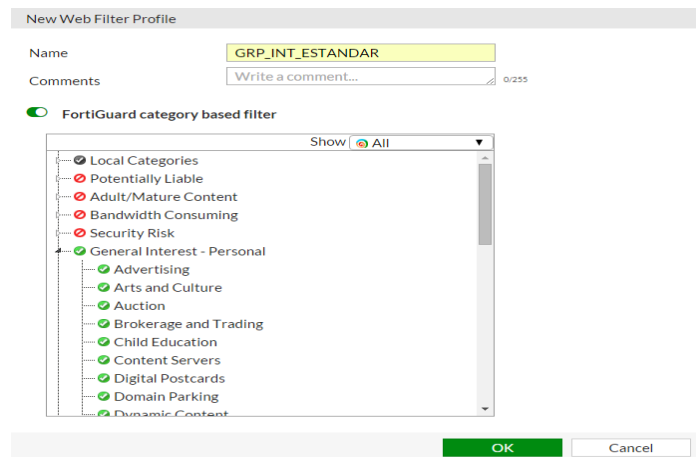 New Web Filter Profile
Name GRP_INT_ESTANDAR
Comments Write a comment... 0/255
FortiGuard category based filter
Show All
Local Categories
Potentially Liable
Adult/Mature Content
Bandwidth Consuming
Security Risk
General Interest - Personal
Advertising
Arts and Culture
Auction
Brokerage and Trading
Child Education
Content Servers
Digital Postcards
Domain Parking
Dynamic Content
OK Cancel